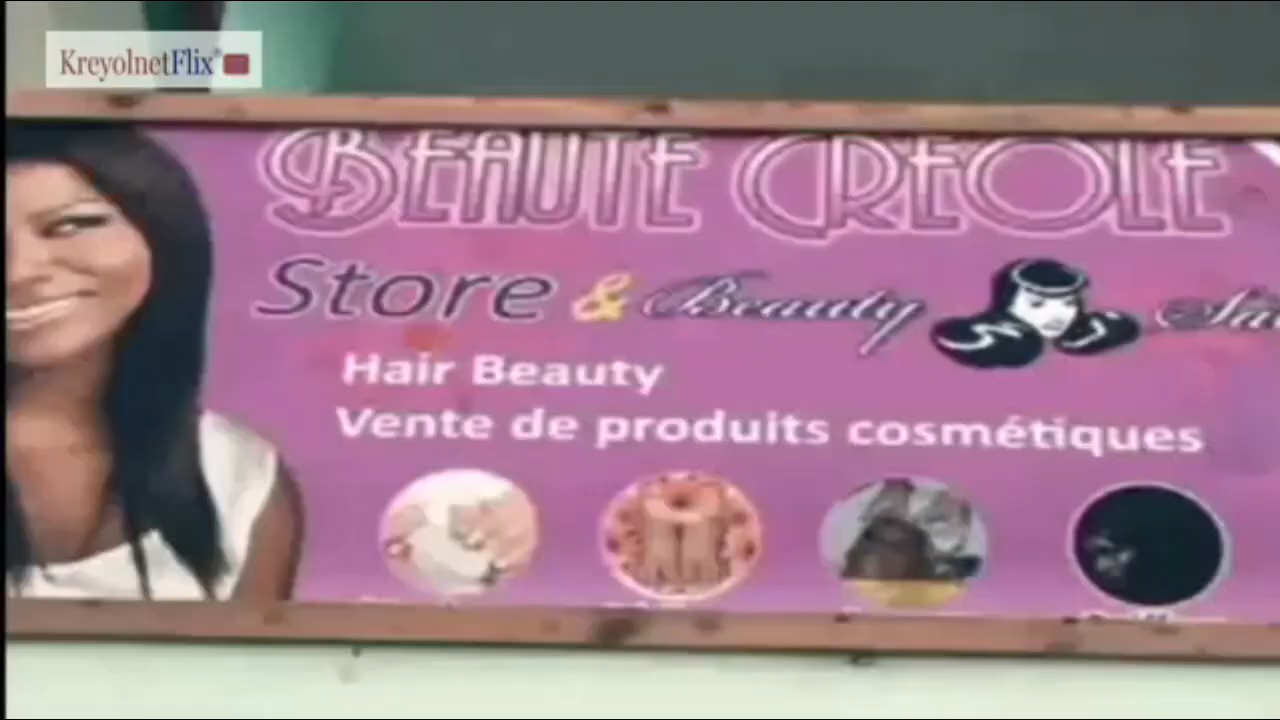 KreyolnetFlix®
BEAUTE CREOLE
Store & Beauty
Hair Beauty
Vente de produits cosmétiques